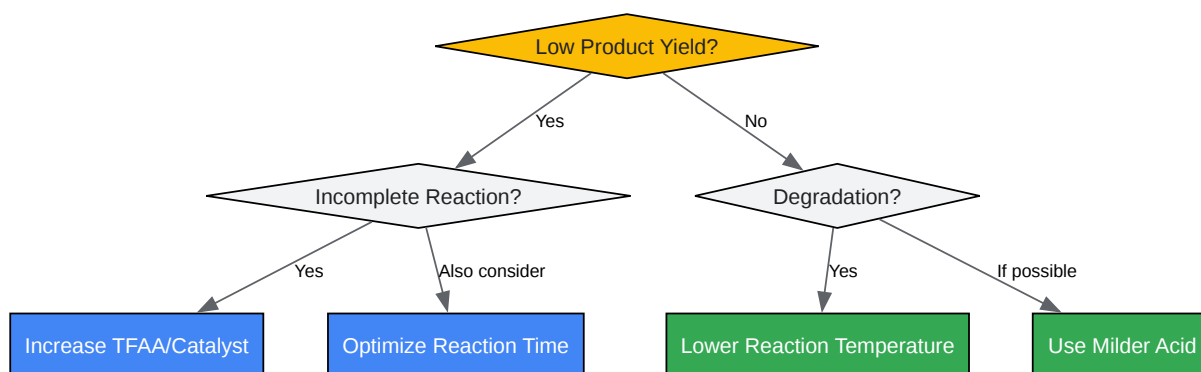 Low Product Yield?
Yes
No
Incomplete Reaction?
Degradation?
Yes
Also consider
Yes
If possible
Increase TFAA/Catalyst
Optimize Reaction Time
Lower Reaction Temperature
Use Milder Acid